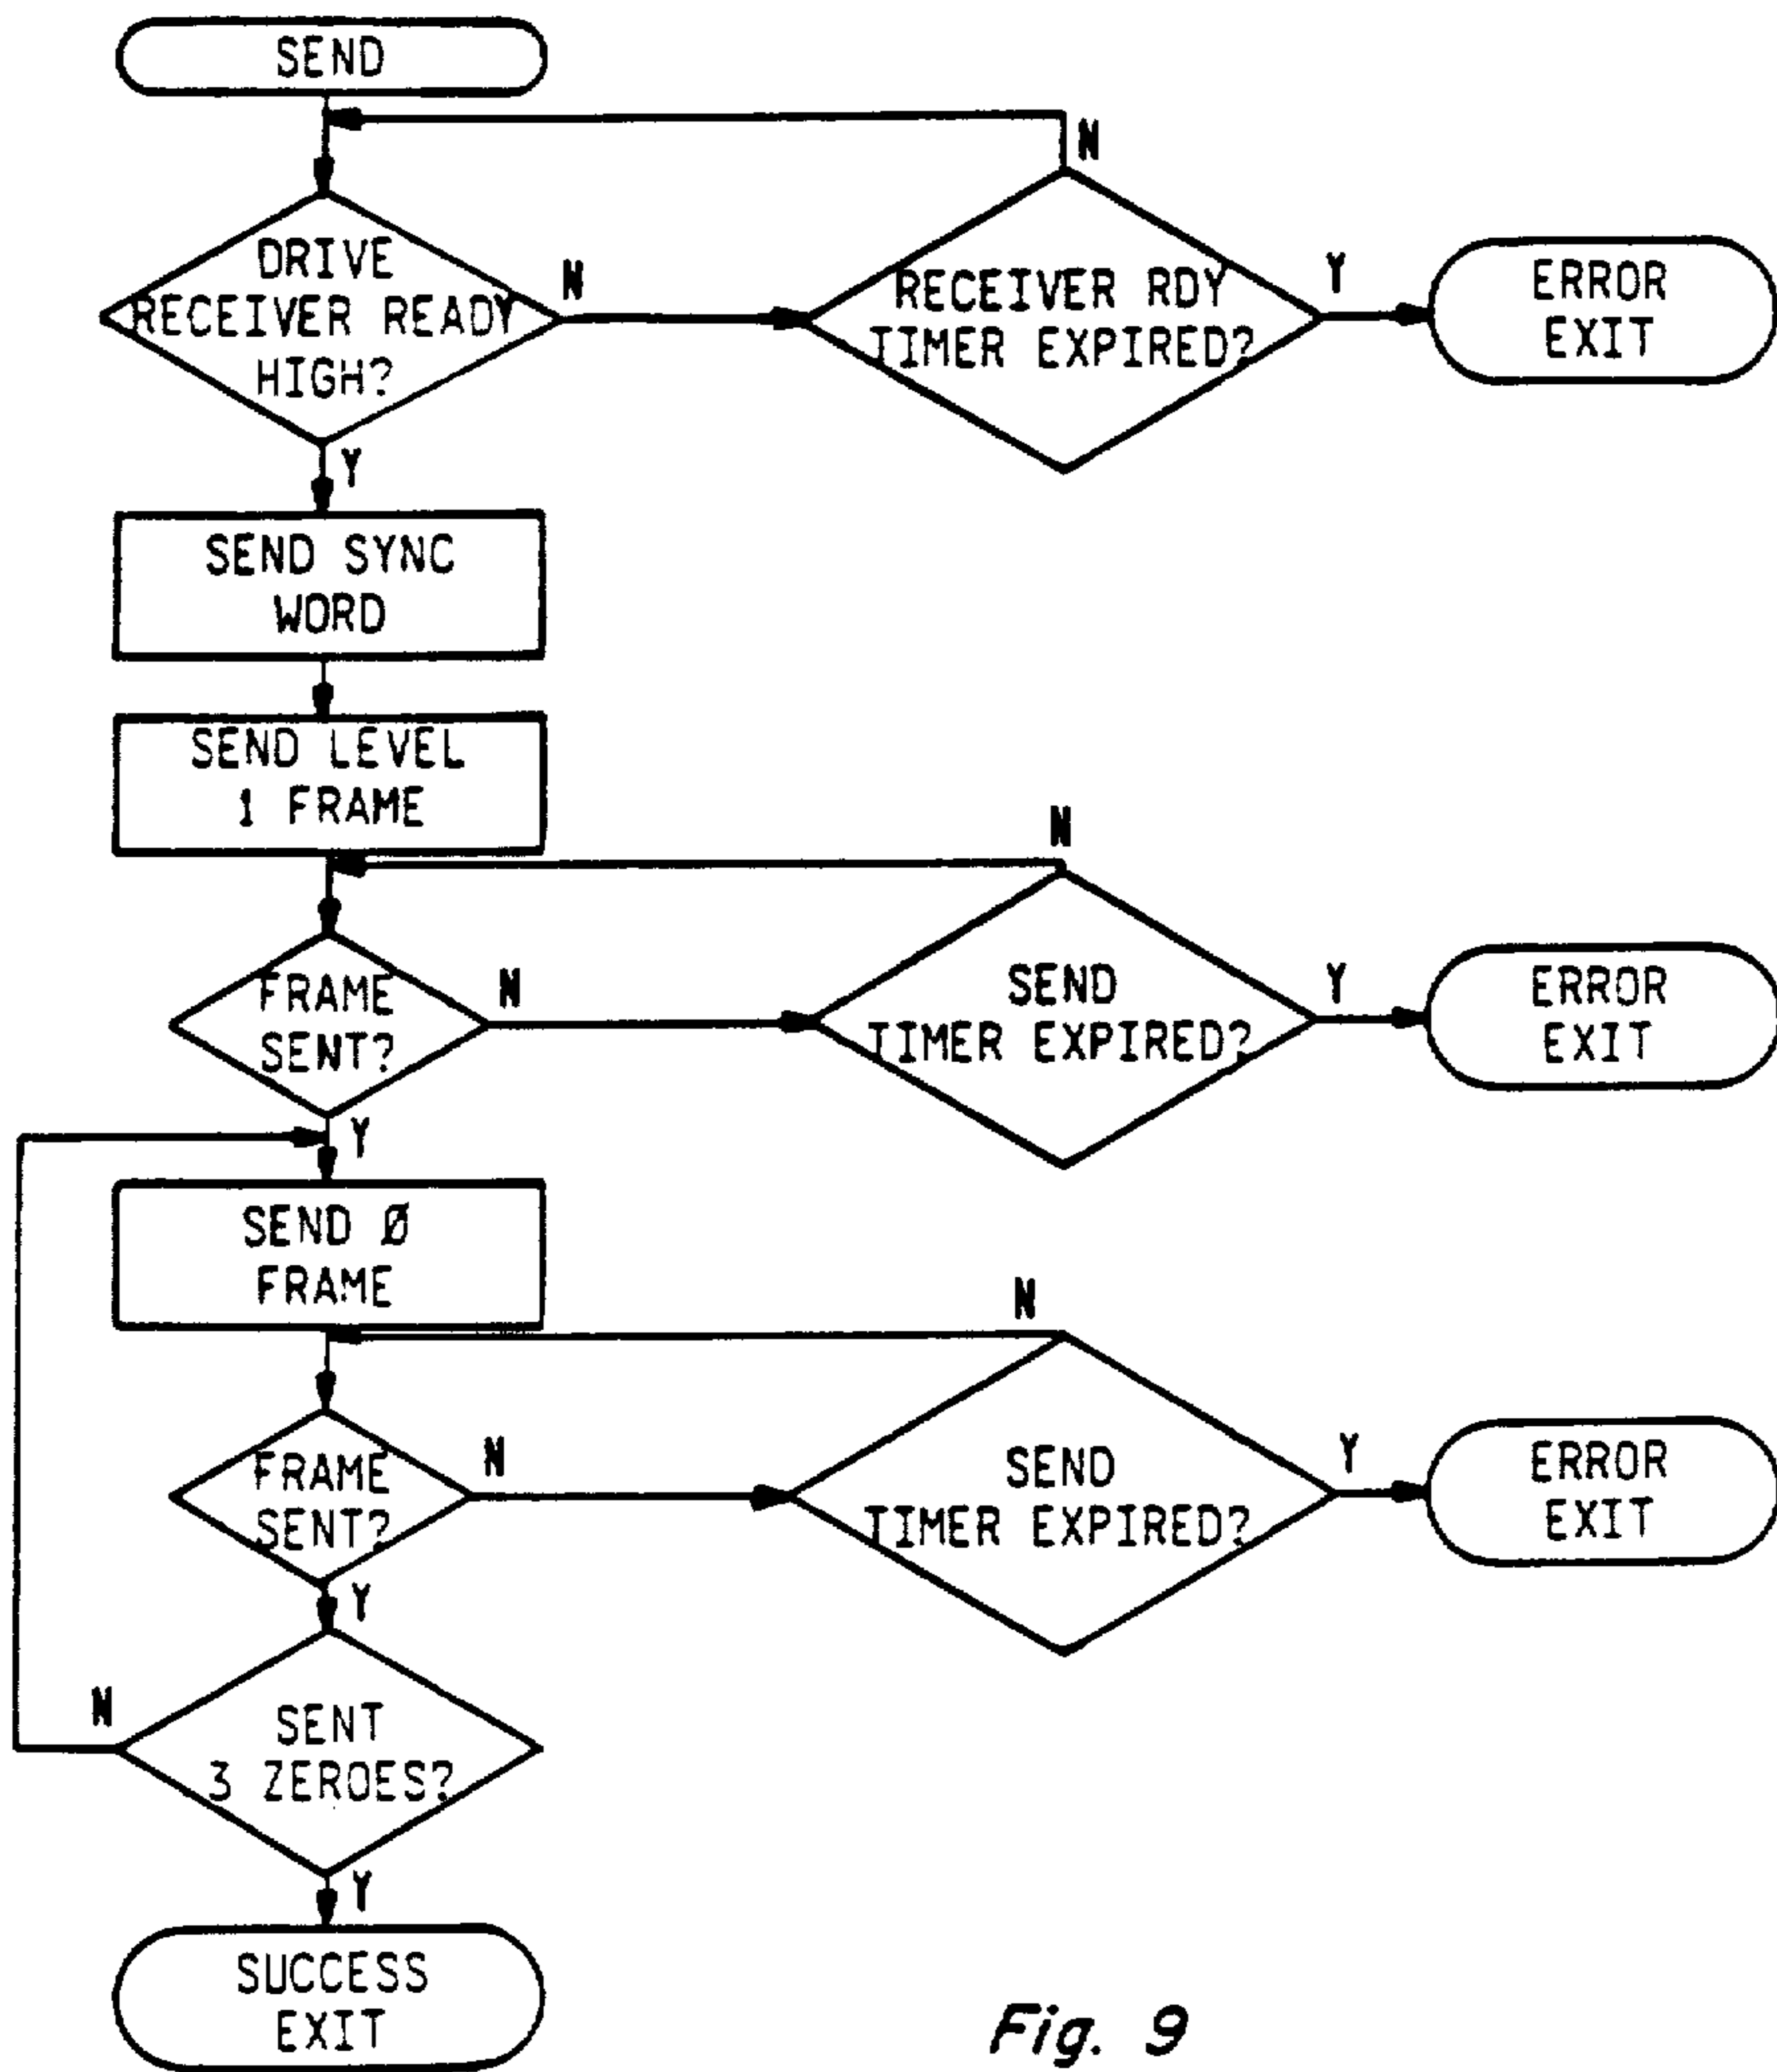 SEND
N
DRIVE
RECEIVER READY
HIGH?
N
RECEIVER RDY
TIMER EXPIRED?
Y
ERROR
EXIT
Y
SEND SYNC
WORD
SEND LEVEL
1 FRAME
N
FRAME
SENT?
N
SEND
TIMER EXPIRED?
Y
ERROR
EXIT
Y
SEND Ø
FRAME
N
FRAME
SENT?
N
SEND
TIMER EXPIRED?
Y
ERROR
EXIT
Y
N
SENT
3 ZEROES?
Y
SUCCESS
EXIT
Fig. 9